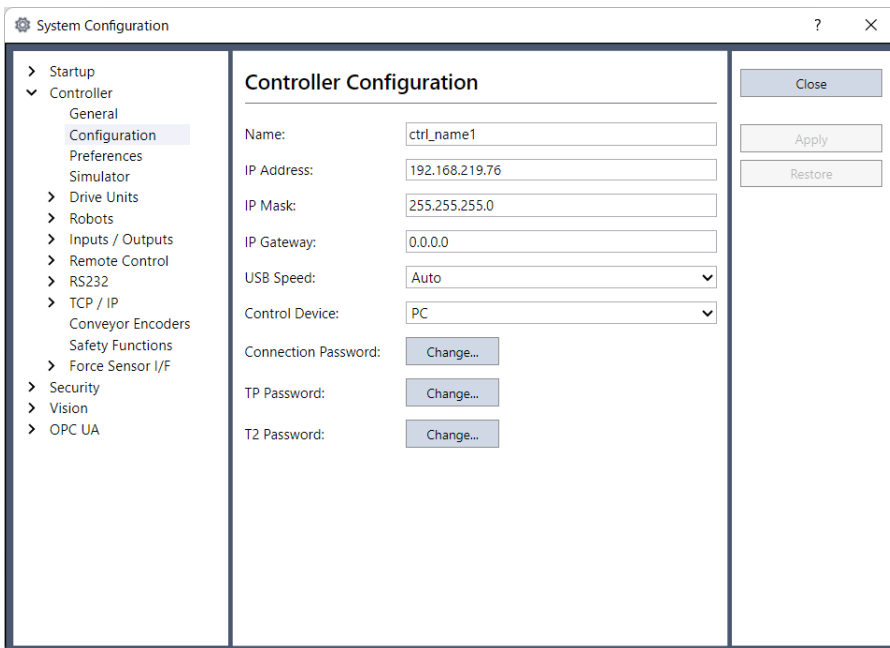 System Configuration
?
Startup
Controller
General
Configuration
Preferences
Simulator
Drive Units
Robots
Inputs / Outputs
Remote Control
RS232
TCP / IP
Conveyor Encoders
Safety Functions
Force Sensor I/F
Security
Vision
OPC UA
Controller Configuration
Name: ctrl_name1
IP Address: 192.168.219.76
IP Mask: 255.255.255.0
IP Gateway: 0.0.0.0
USB Speed: Auto
Control Device: PC
Connection Password: Change...
TP Password: Change...
T2 Password: Change...
Close
Apply
Restore